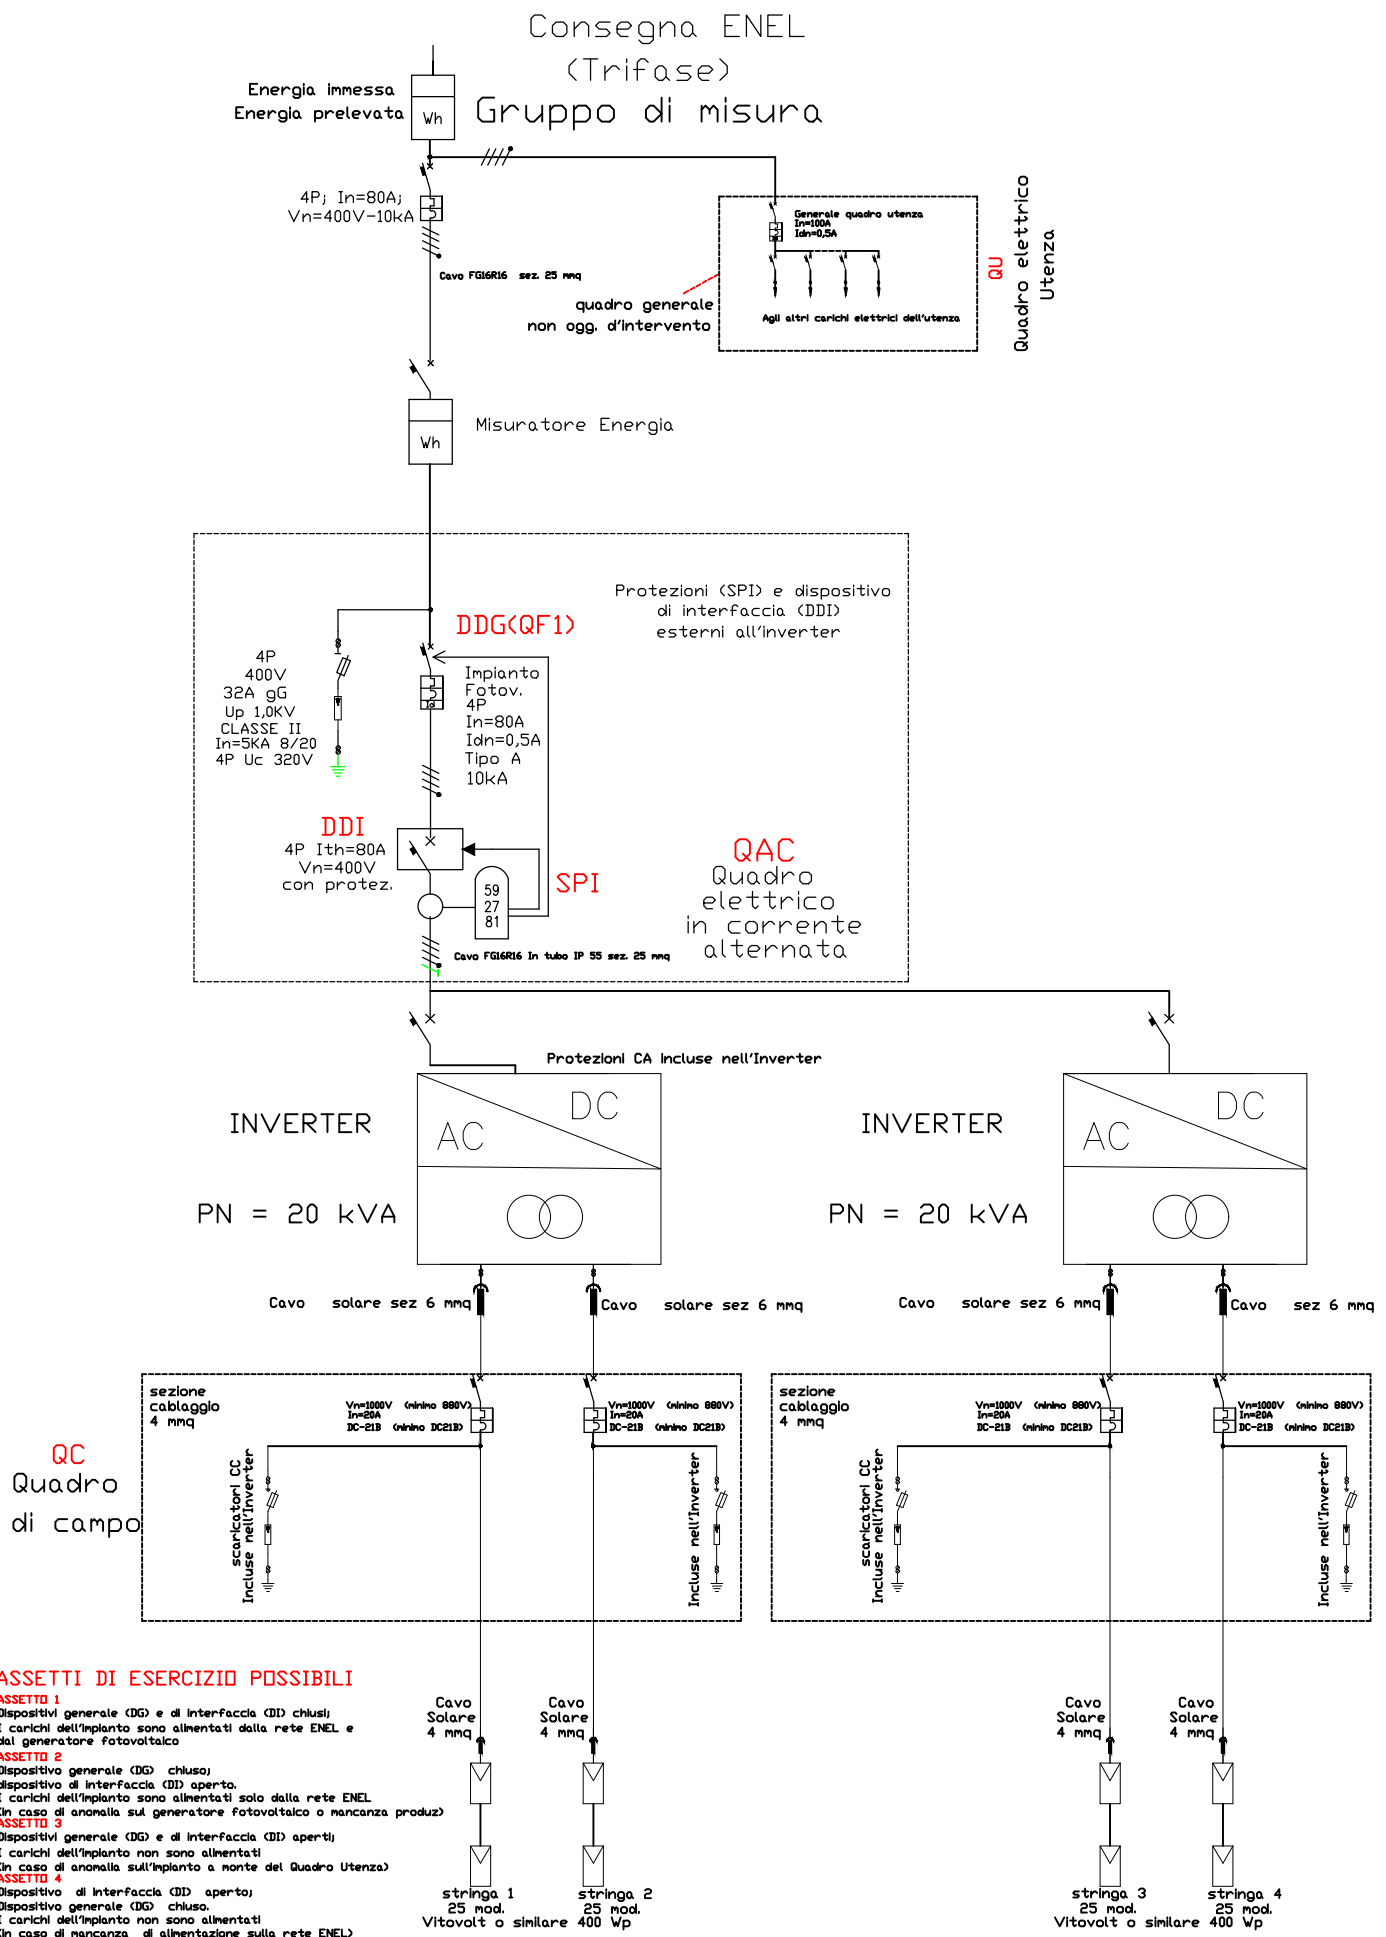 Consegna ENEL
(Trifase)
Gruppo di misura
Energia immessa
Energia prelevata
Wh
4P; In=80A;
Vn=400V-10kA
Cavo FG16R16 sez. 25 mmq
Generale quadro utenza
In=100A
Idn=0,5A
Agli altri carichi elettrici dell'utenza
quadro generale
non ogg. d'intervento
QU
Quadro elettrico
Utenza
Wh
Misuratore Energia
Protezioni (SPI) e dispositivo
di interfaccia (DDI)
esterni all'inverter
DDG(QF1)
4P
400V
32A gG
Up 1,0KV
CLASSE II
In=5KA 8/20
4P Uc 320V
Impianto
Fotov.
4P
In=80A
Idn=0,5A
Tipo A
10kA
DDI
4P Ith=80A
Vn=400V
con protez.
59
27
81
SPI
QAC
Quadro
elettrico
in corrente
alternata
Cavo FG16R16 in tubo IP 55 sez. 25 mmq
Protezioni CA incluse nell'Inverter
INVERTER
AC
DC
PN = 20 kVA
INVERTER
AC
DC
PN = 20 kVA
Cavo solare sez 6 mmq
Cavo solare sez 6 mmq
Cavo solare sez 6 mmq
Cavo sez 6 mmq
QC
Quadro
di campo
sezione
cablaggio
4 mmq
Vn=1000V (minimo 880V)
In=20A
DC-21B (minimo DC21B)
Vn=1000V (minimo 880V)
In=20A
DC-21B (minimo DC21B)
scaricatori CC
Incluse nell'Inverter
Incluse nell'Inverter
sezione
cablaggio
4 mmq
Vn=1000V (minimo 880V)
In=20A
DC-21B (minimo DC21B)
Vn=1000V (minimo 880V)
In=20A
DC-21B (minimo DC21B)
scaricatori CC
Incluse nell'Inverter
Incluse nell'Inverter
ASSETTI DI ESERCIZIO POSSIBILI
ASSETTO 1
Dispositivi generale (DG) e di interfaccia (DI) chiusi;
I carichi dell'impianto sono alimentati dalla rete ENEL e
dal generatore fotovoltaico
ASSETTO 2
Dispositivo generale (DG) chiuso;
dispositivo di interfaccia (DI) aperto.
I carichi dell'impianto sono alimentati solo dalla rete ENEL
(in caso di anomalia sul generatore fotovoltaico o mancanza produz)
ASSETTO 3
Dispositivi generale (DG) e di interfaccia (DI) aperti;
I carichi dell'impianto non sono alimentati
(in caso di anomalia sull'impianto a monte del Quadro Utenza)
ASSETTO 4
Dispositivo di interfaccia (DI) aperto;
Dispositivo generale (DG) chiuso.
I carichi dell'impianto non sono alimentati
(in caso di mancanza di alimentazione sulla rete ENEL)
Cavo
Solare
4 mmq
Cavo
Solare
4 mmq
stringa 1
25 mod.
stringa 2
25 mod.
Vitovolt o similare 400 Wp
Cavo
Solare
4 mmq
Cavo
Solare
4 mmq
stringa 3
25 mod.
stringa 4
25 mod.
Vitovolt o similare 400 Wp